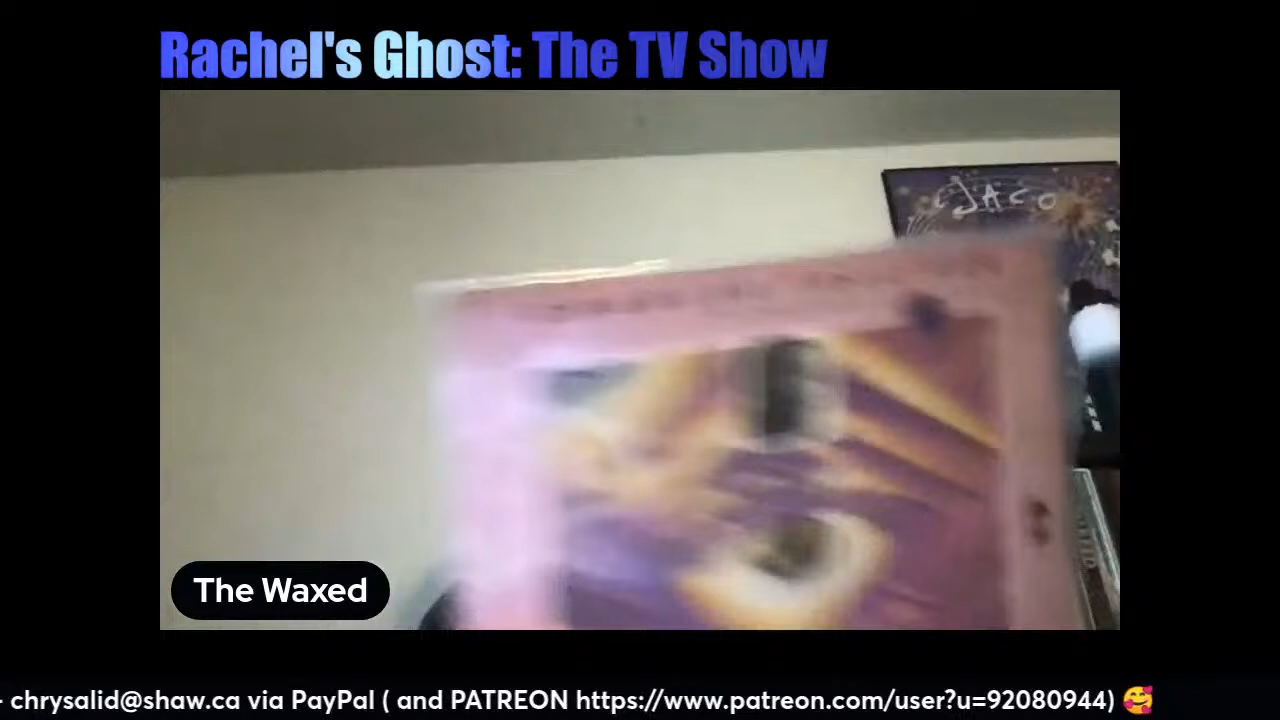 Rachel's Ghost: The TV Show
JACO
The Waxed
chrysalid@shaw.ca via PayPal ( and PATREON https://www.patreon.com/user?u=92080944) 🥰